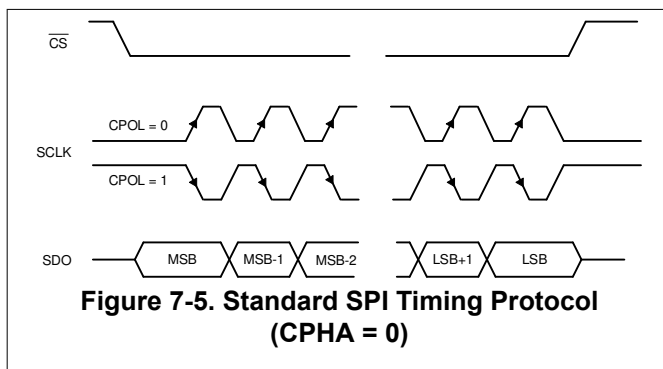 CS
CPOL = 0
SCLK
CPOL = 1
SDO
MSB
MSB-1
MSB-2
LSB+1
LSB
Figure 7-5. Standard SPI Timing Protocol
(CPHA = 0)